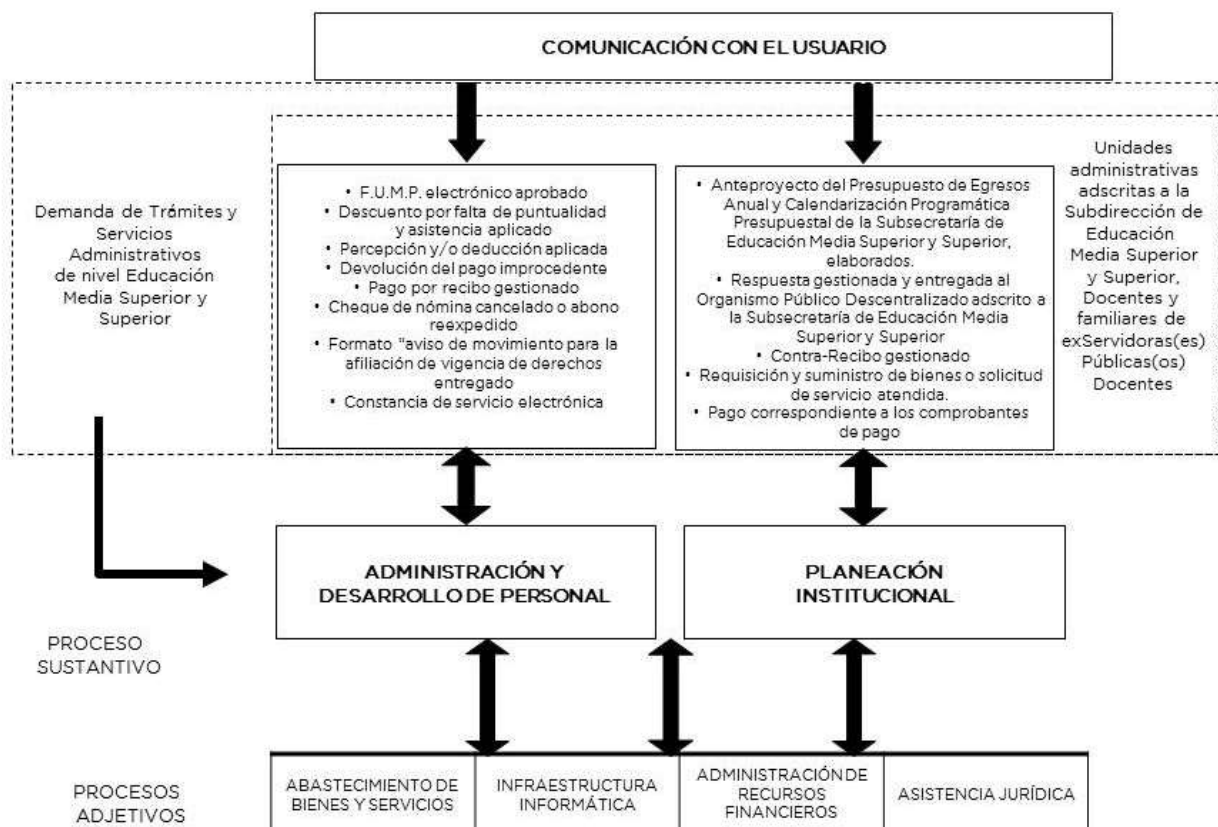 COMUNICACIÓN CON EL USUARIO
Demanda de Trámites y
Servicios
Administrativos
de nivel Educación
Media Superior y
Superior
• F.U.M.P. electrónico aprobado
• Descuento por falta de puntualidad
y asistencia aplicado
• Percepción y/o deducción aplicada
• Devolución del pago improcedente
• Pago por recibo gestionado
• Cheque de nómina cancelado o abono
reexpedido
• Formato "aviso de movimiento para la
afiliación de vigencia de derechos
entregado
• Constancia de servicio electrónica
• Anteproyecto del Presupuesto de Egresos
Anual y Calendarización Programática
Presupuestal de la Subsecretaría de
Educación Media Superior y Superior,
elaborados.
• Respuesta gestionada y entregada al
Organismo Público Descentralizado adscrito a
la Subsecretaría de Educación Media
Superior y Superior
• Contra-Recibo gestionado
• Requisición y suministro de bienes o solicitud
de servicio atendida.
• Pago correspondiente a los comprobantes
de pago
Unidades
administrativas
adscritas a la
Subdirección de
Educación
Media Superior
y Superior,
Docentes y
familiares de
exServidoras(es)
Públicas(os)
Docentes
ADMINISTRACIÓN Y
DESARROLLO DE PERSONAL
PLANEACIÓN
INSTITUCIONAL
PROCESO
SUSTANTIVO
PROCESOS
ADJETIVOS
ABASTECIMIENTO DE
BIENES Y SERVICIOS
INFRAESTRUCTURA
INFORMÁTICA
ADMINISTRACIÓN DE
RECURSOS
FINANCIEROS
ASISTENCIA JURÍDICA